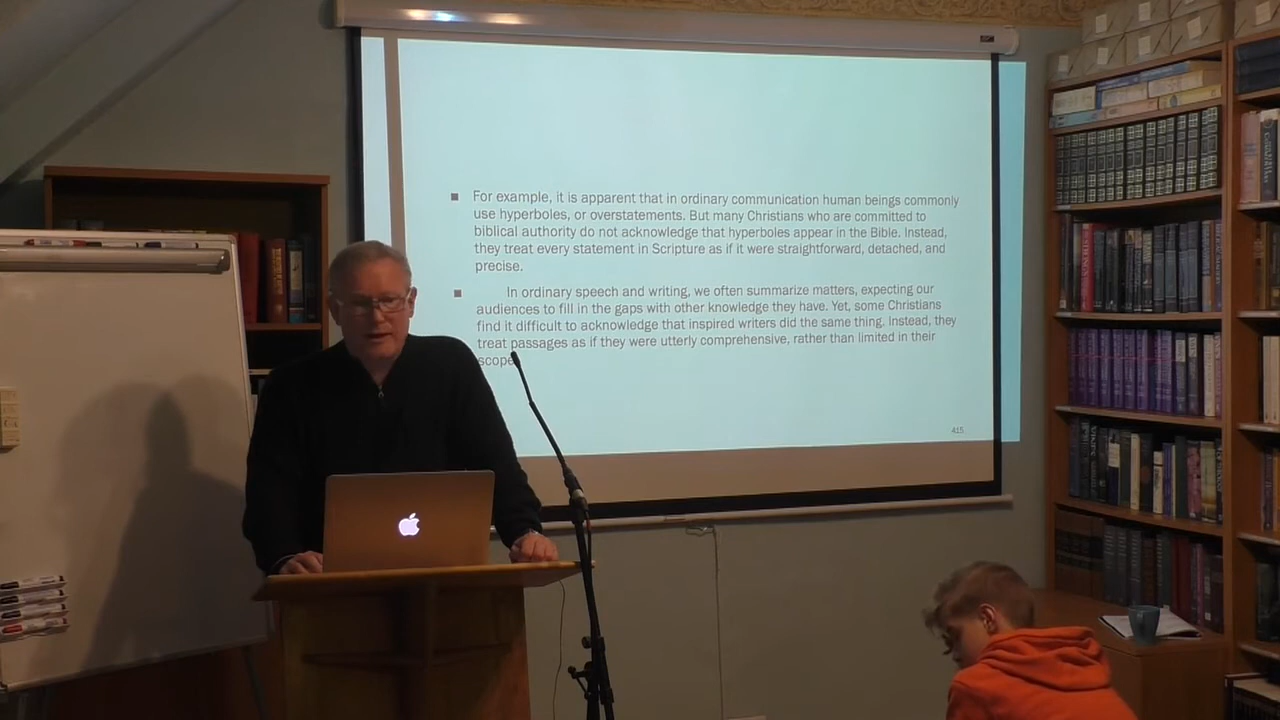 For example, it is apparent that in ordinary communication human beings commonly
use hyperboles, or overstatements. But many Christians who are committed to
biblical authority do not acknowledge that hyperboles appear in the Bible. Instead,
they treat every statement in Scripture as if it were straightforward, detached, and
precise.
In ordinary speech and writing, we often summarize matters, expecting our
audiences to fill in the gaps with other knowledge they have. Yet, some Christians
find it difficult to acknowledge that inspired writers did the same thing. Instead, they
treat passages as if they were utterly comprehensive, rather than limited in their
scope
415